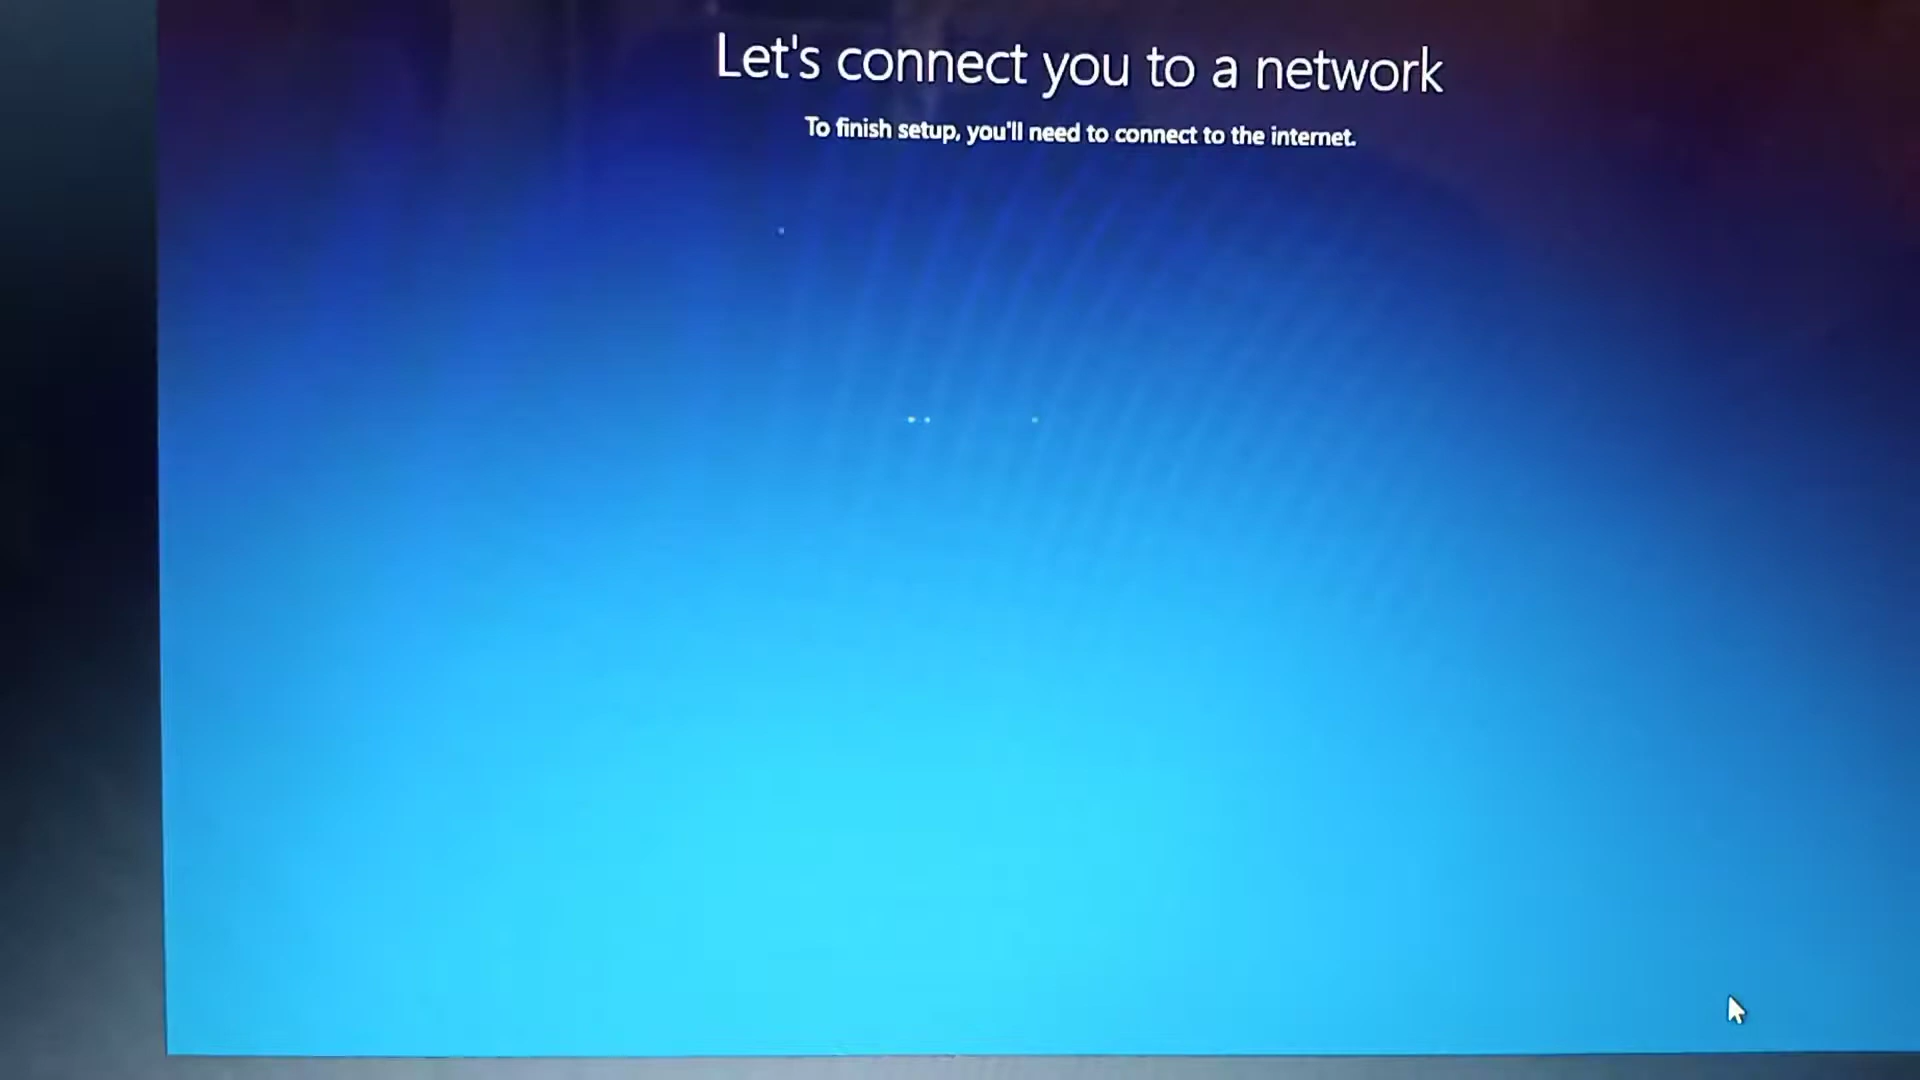 Let's connect you to a network
To finish setup, you'll need to connect to the internet.